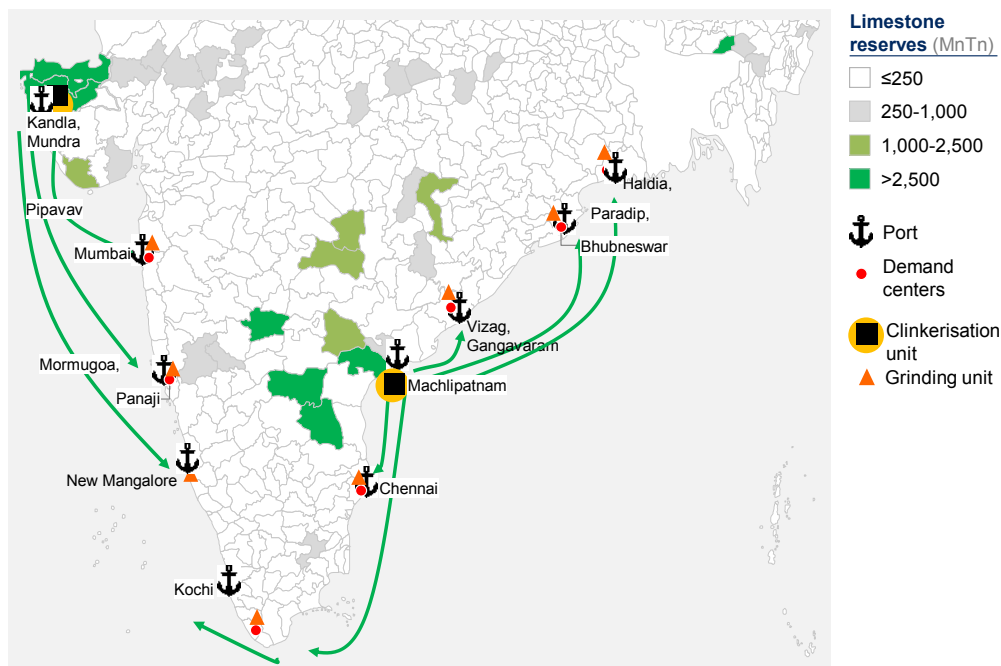 Limestone
reserves (MnTn)
≤250
250-1,000
1,000-2,500
>2,500
Port
Demand
centers
Clinkerisation
unit
Grinding unit
Kandla,
Mundra
Pipavav
Mumbai
Mormugoa,
Panaji
New Mangalore
Kochi
Haldia,
Paradip,
Bhubneswar
Vizag,
Gangavaram
Machlipatnam
Chennai